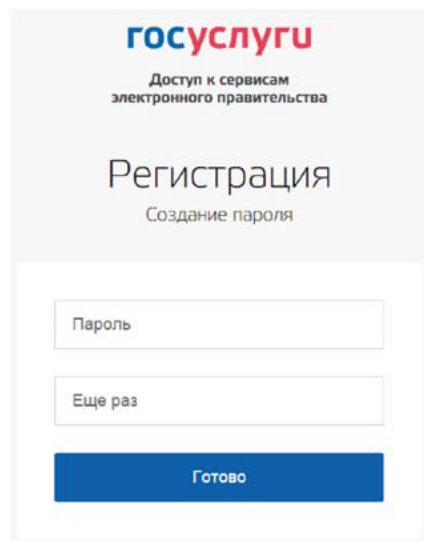 госуслуги
Доступ к сервисам
электронного правительства
Регистрация
Создание пароля
Пароль
Еще раз
Готово